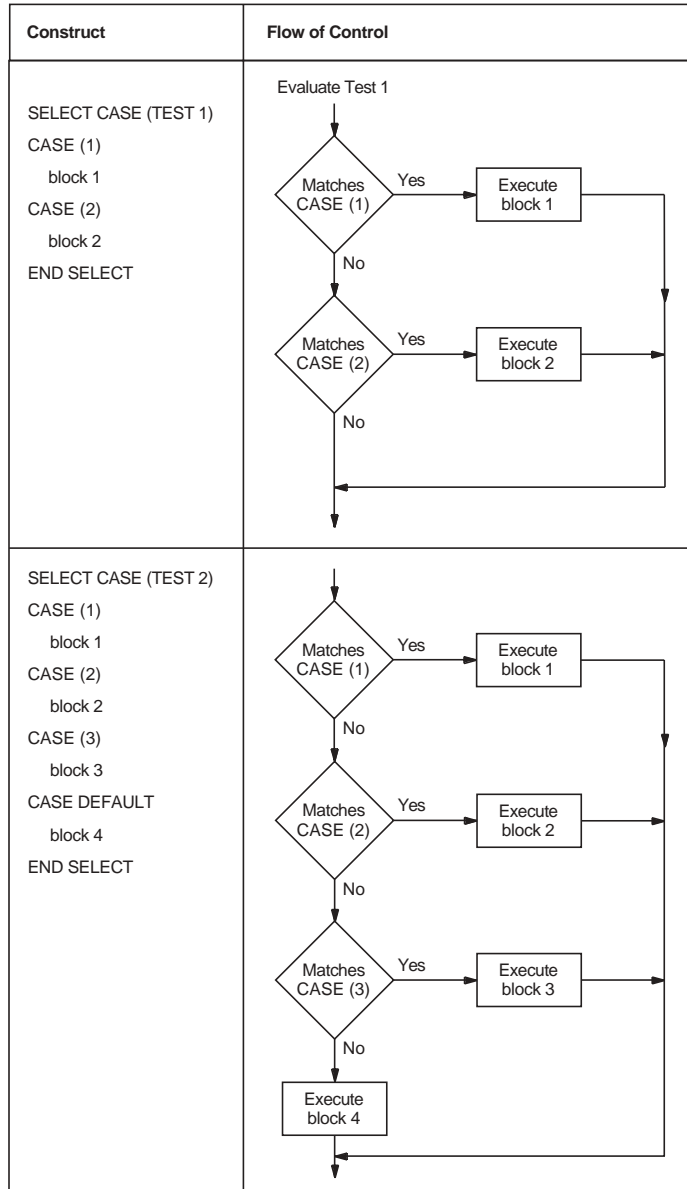 Construct
Flow of Control
SELECT CASE (TEST 1)
CASE (1)
block 1
CASE (2)
block 2
END SELECT
Evaluate Test 1
Matches
CASE (1)
Yes
Execute
block 1
No
Matches
CASE (2)
Yes
Execute
block 2
No
SELECT CASE (TEST 2)
CASE (1)
block 1
CASE (2)
block 2
CASE (3)
block 3
CASE DEFAULT
block 4
END SELECT
Matches
CASE (1)
Yes
Execute
block 1
No
Matches
CASE (2)
Yes
Execute
block 2
No
Matches
CASE (3)
Yes
Execute
block 3
No
Execute
block 4